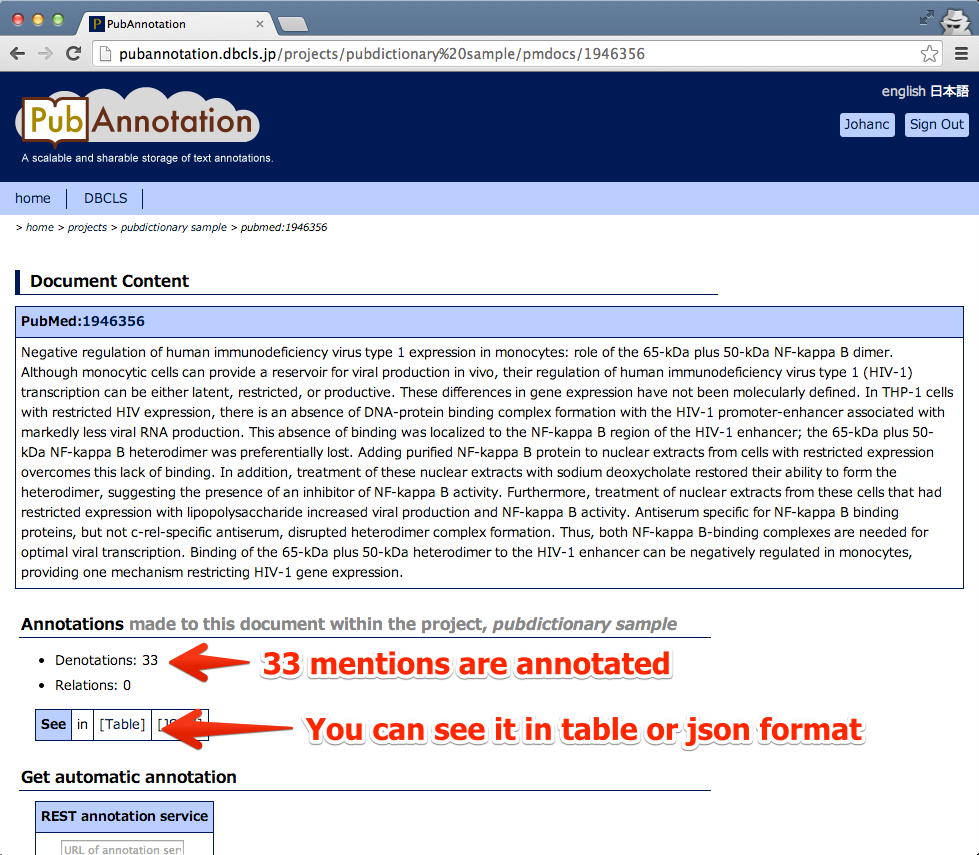 PubAnnotation
pubannotation.dbcls.jp/projects/pubdictionary%20sample/pmdocs/1946356
english 日本語
PubAnnotation
Johanc Sign Out
A scalable and sharable storage of text annotations.
home DBCLS
> home > projects > pubdictionary sample > pubmed:1946356
Document Content
PubMed:1946356
Negative regulation of human immunodeficiency virus type 1 expression in monocytes: role of the 65-kDa plus 50-kDa NF-kappa B dimer.
Although monocytic cells can provide a reservoir for viral production in vivo, their regulation of human immunodeficiency virus type 1 (HIV-1)
transcription can be either latent, restricted, or productive. These differences in gene expression have not been molecularly defined. In THP-1 cells
with restricted HIV expression, there is an absence of DNA-protein binding complex formation with the HIV-1 promoter-enhancer associated with
markedly less viral RNA production. This absence of binding was localized to the NF-kappa B region of the HIV-1 enhancer; the 65-kDa plus 50-
kDa NF-kappa B heterodimer was preferentially lost. Adding purified NF-kappa B protein to nuclear extracts from cells with restricted expression
overcomes this lack of binding. In addition, treatment of these nuclear extracts with sodium deoxycholate restored their ability to form the
heterodimer, suggesting the presence of an inhibitor of NF-kappa B activity. Furthermore, treatment of nuclear extracts from these cells that had
restricted expression with lipopolysaccharide increased viral production and NF-kappa B activity. Antiserum specific for NF-kappa B binding
proteins, but not c-rel-specific antiserum, disrupted heterodimer complex formation. Thus, both NF-kappa B-binding complexes are needed for
optimal viral transcription. Binding of the 65-kDa plus 50-kDa heterodimer to the HIV-1 enhancer can be negatively regulated in monocytes,
providing one mechanism restricting HIV-1 gene expression.
Annotations made to this document within the project, pubdictionary sample
• Denotations: 33
33 mentions are annotated
• Relations: 0
See in [Table]
You can see it in table or json format
Get automatic annotation
REST annotation service
URL of annotation serv